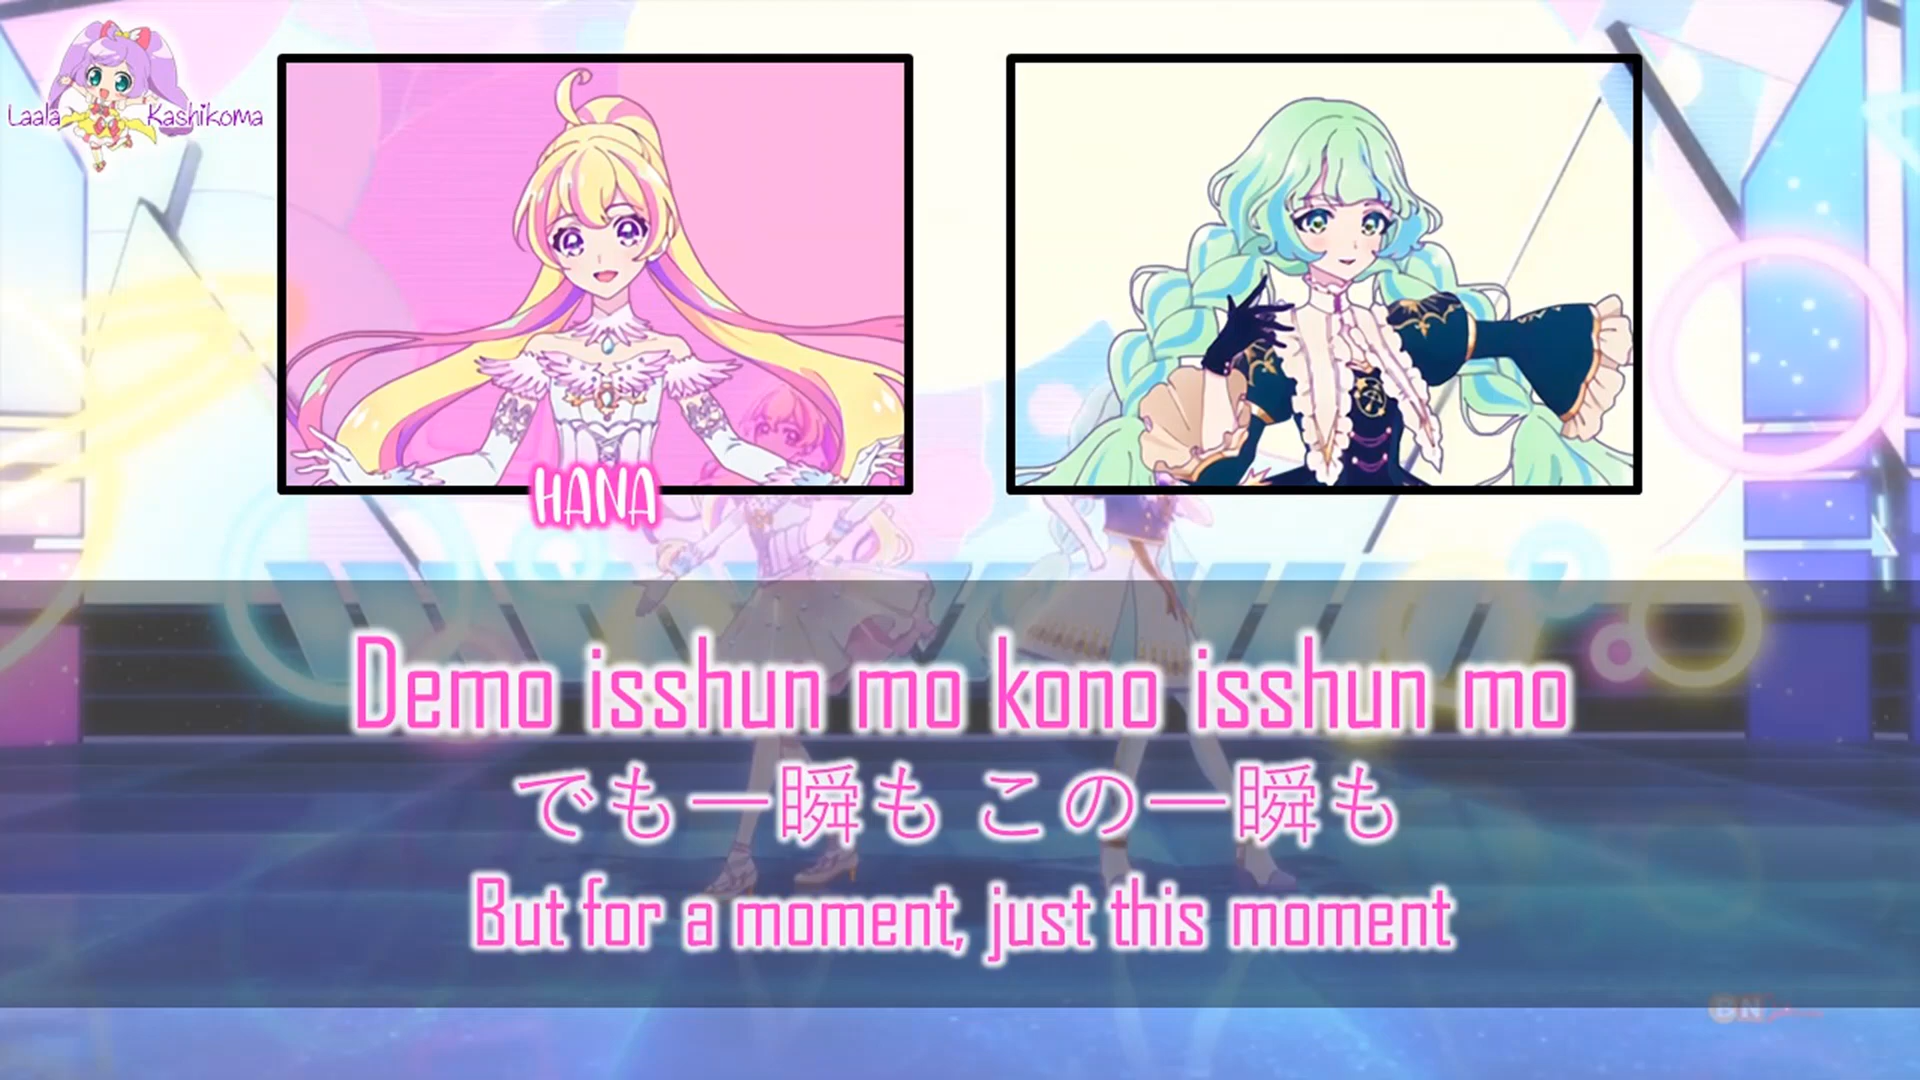 Laala Kashikoma
HANA
Demo isshun mo kono isshun mo
でも一瞬も この一瞬も
But for a moment, just this moment
BN